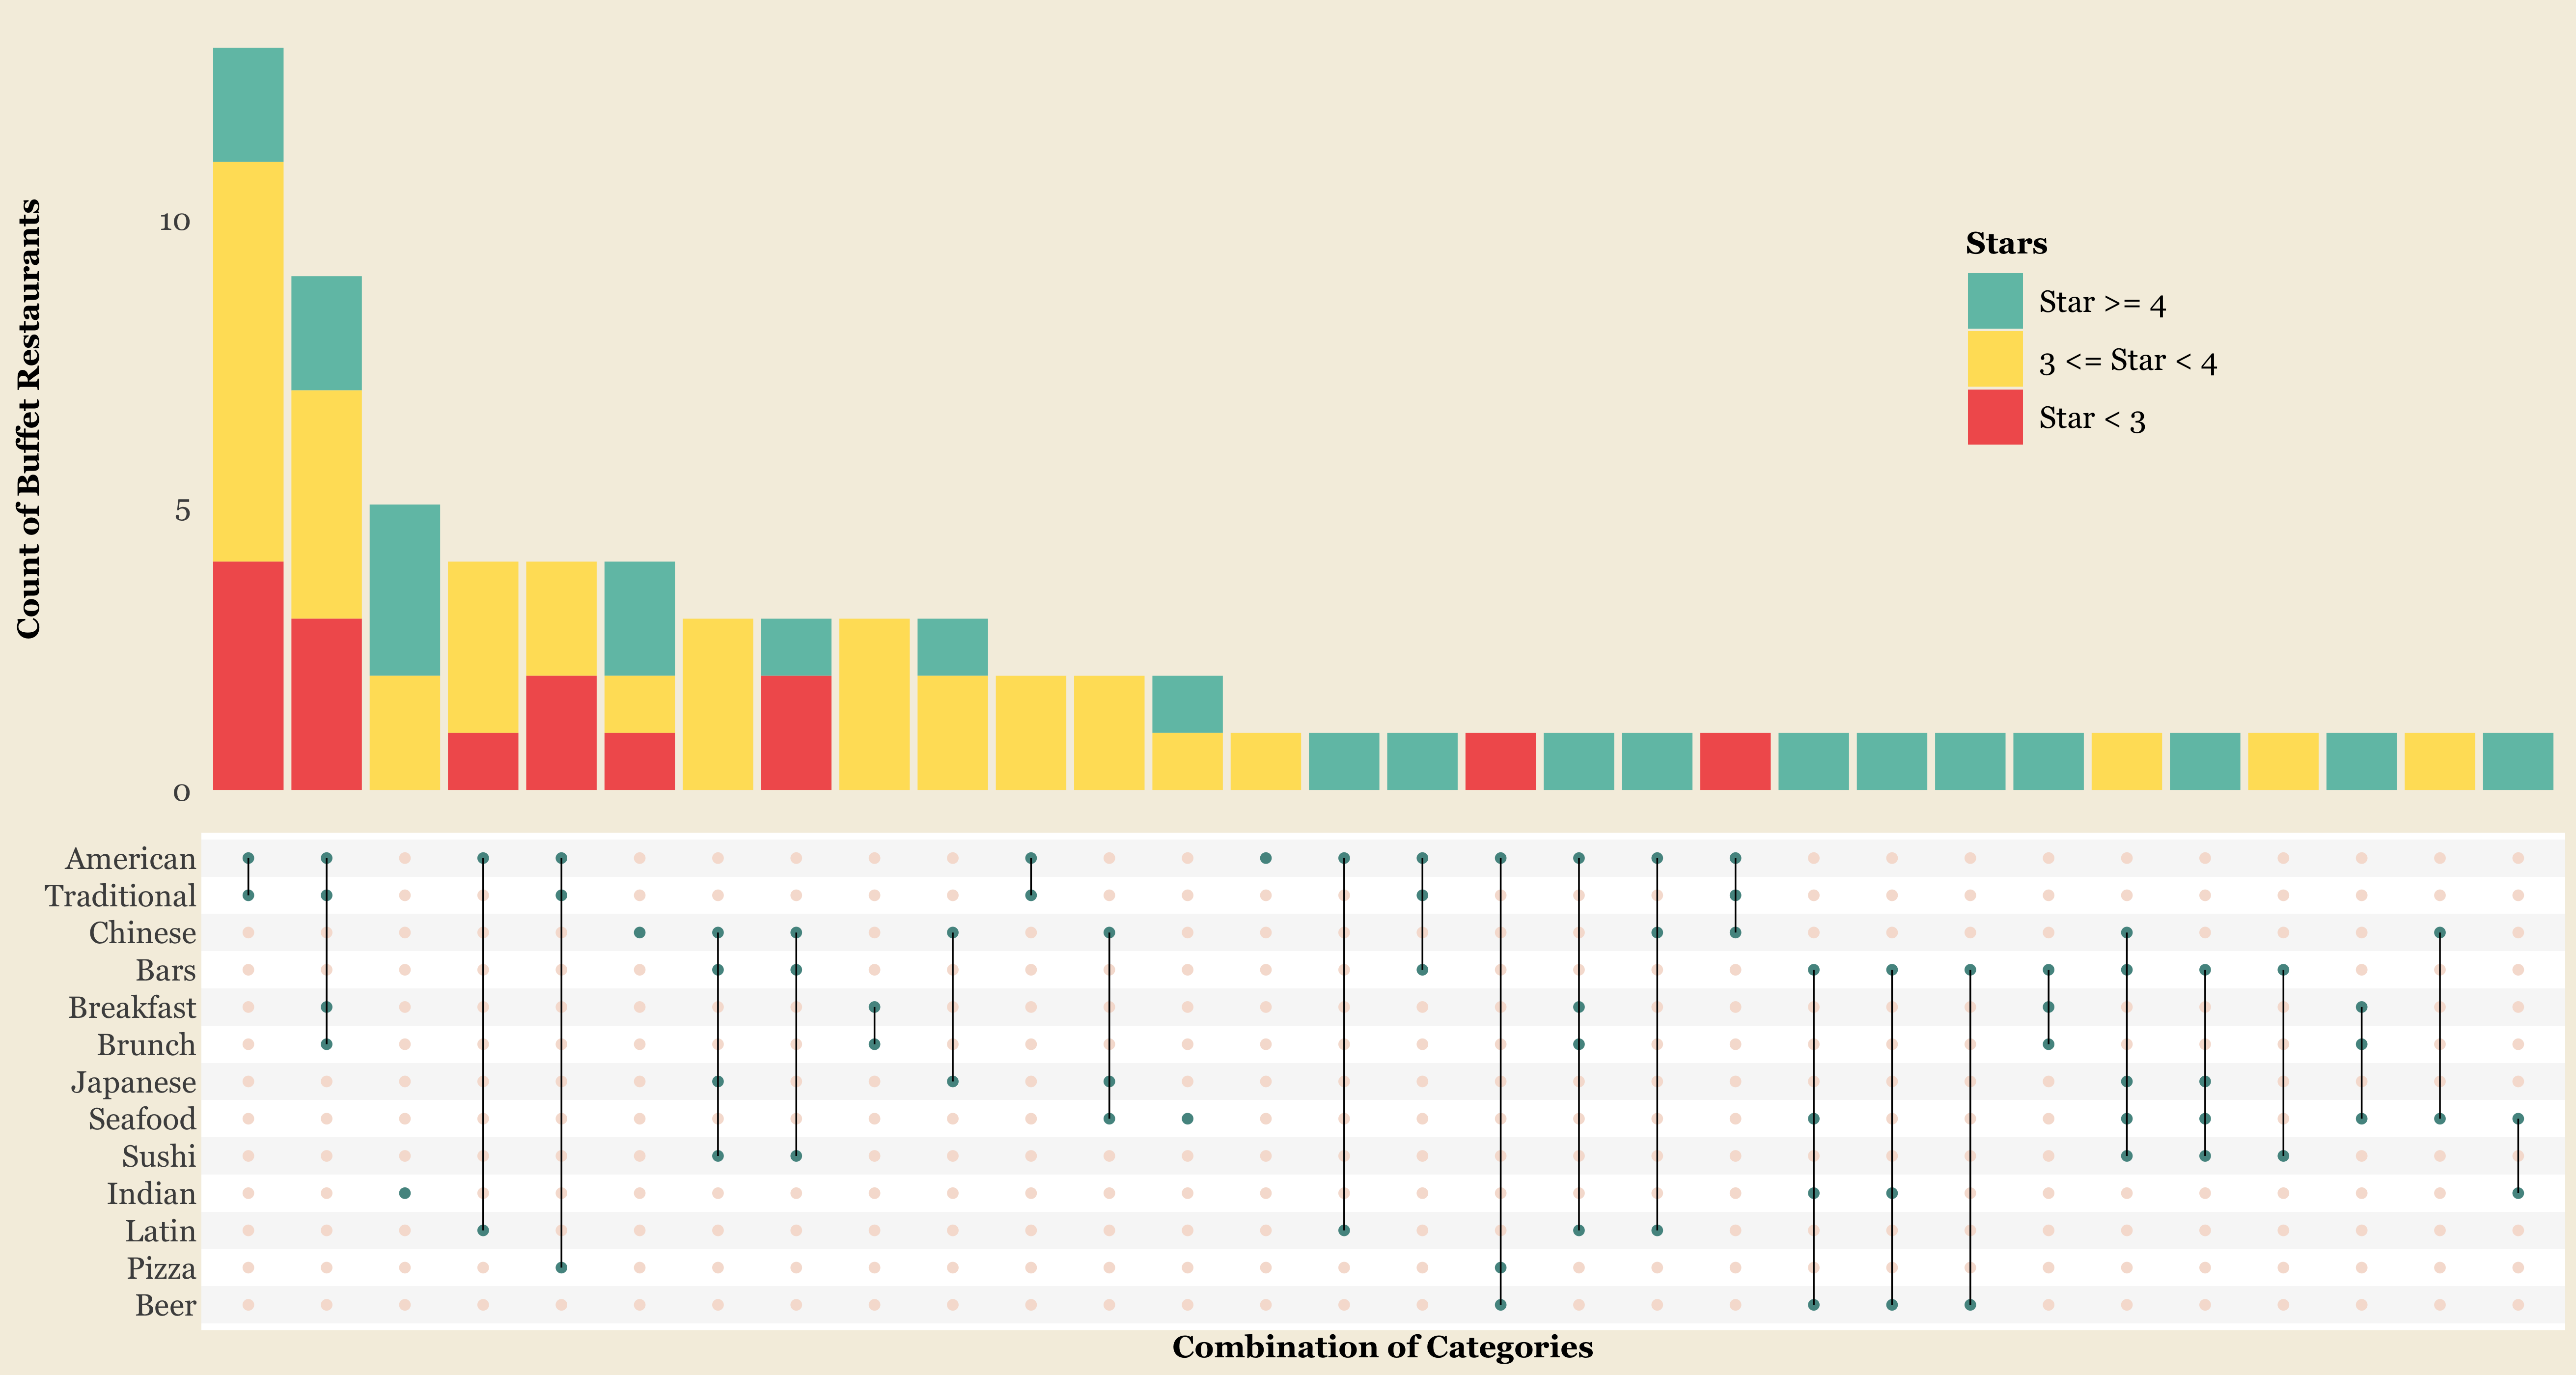 Count of Buffet Restaurants
10
5
0
Stars
Star >= 4
3 <= Star < 4
Star < 3
American
Traditional
Chinese
Bars
Breakfast
Brunch
Japanese
Seafood
Sushi
Indian
Latin
Pizza
Beer
Combination of Categories